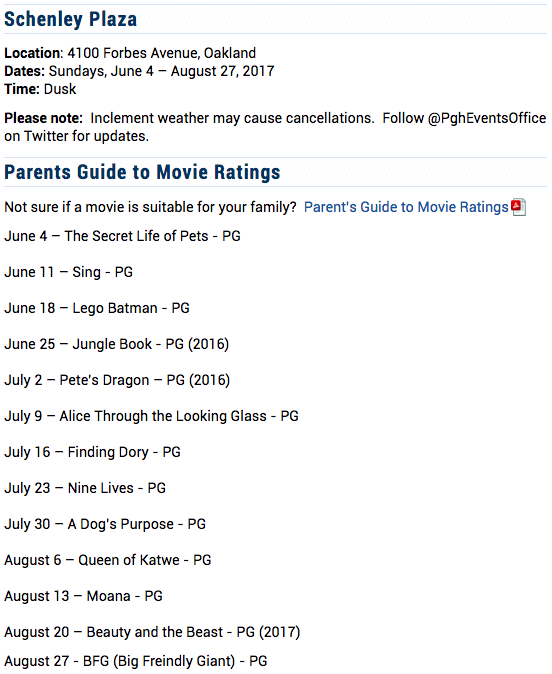 Schenley Plaza
Location: 4100 Forbes Avenue, Oakland
Dates: Sundays, June 4 – August 27, 2017
Time: Dusk
Please note:  Inclement weather may cause cancellations.  Follow @PghEventsOffice
on Twitter for updates.
Parents Guide to Movie Ratings
Not sure if a movie is suitable for your family?  Parent's Guide to Movie Ratings
June 4 – The Secret Life of Pets - PG
June 11 – Sing - PG
June 18 – Lego Batman - PG
June 25 – Jungle Book - PG (2016)
July 2 – Pete's Dragon – PG (2016)
July 9 – Alice Through the Looking Glass - PG
July 16 – Finding Dory - PG
July 23 – Nine Lives - PG
July 30 – A Dog's Purpose - PG
August 6 – Queen of Katwe - PG
August 13 – Moana - PG
August 20 – Beauty and the Beast - PG (2017)
August 27 - BFG (Big Freindly Giant) - PG